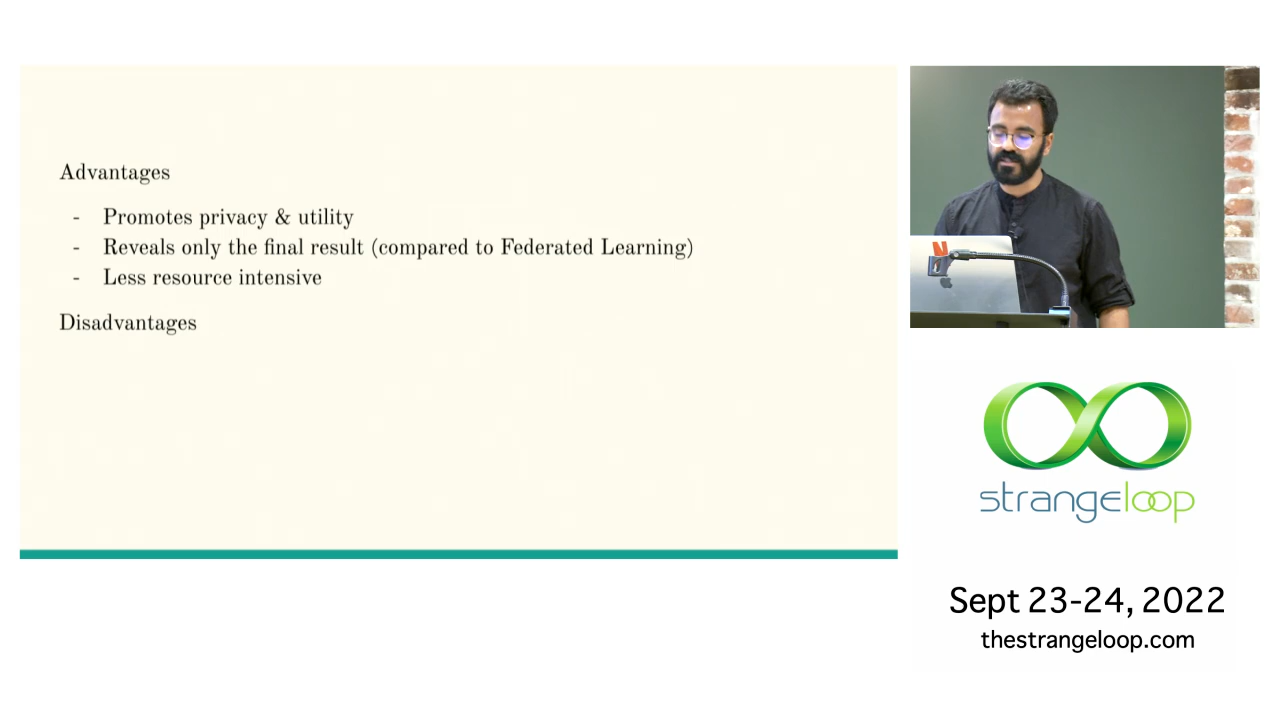 Advantages
- Promotes privacy & utility
- Reveals only the final result (compared to Federated Learning)
- Less resource intensive
Disadvantages
strangeloop
Sept 23-24, 2022
thestrangeloop.com